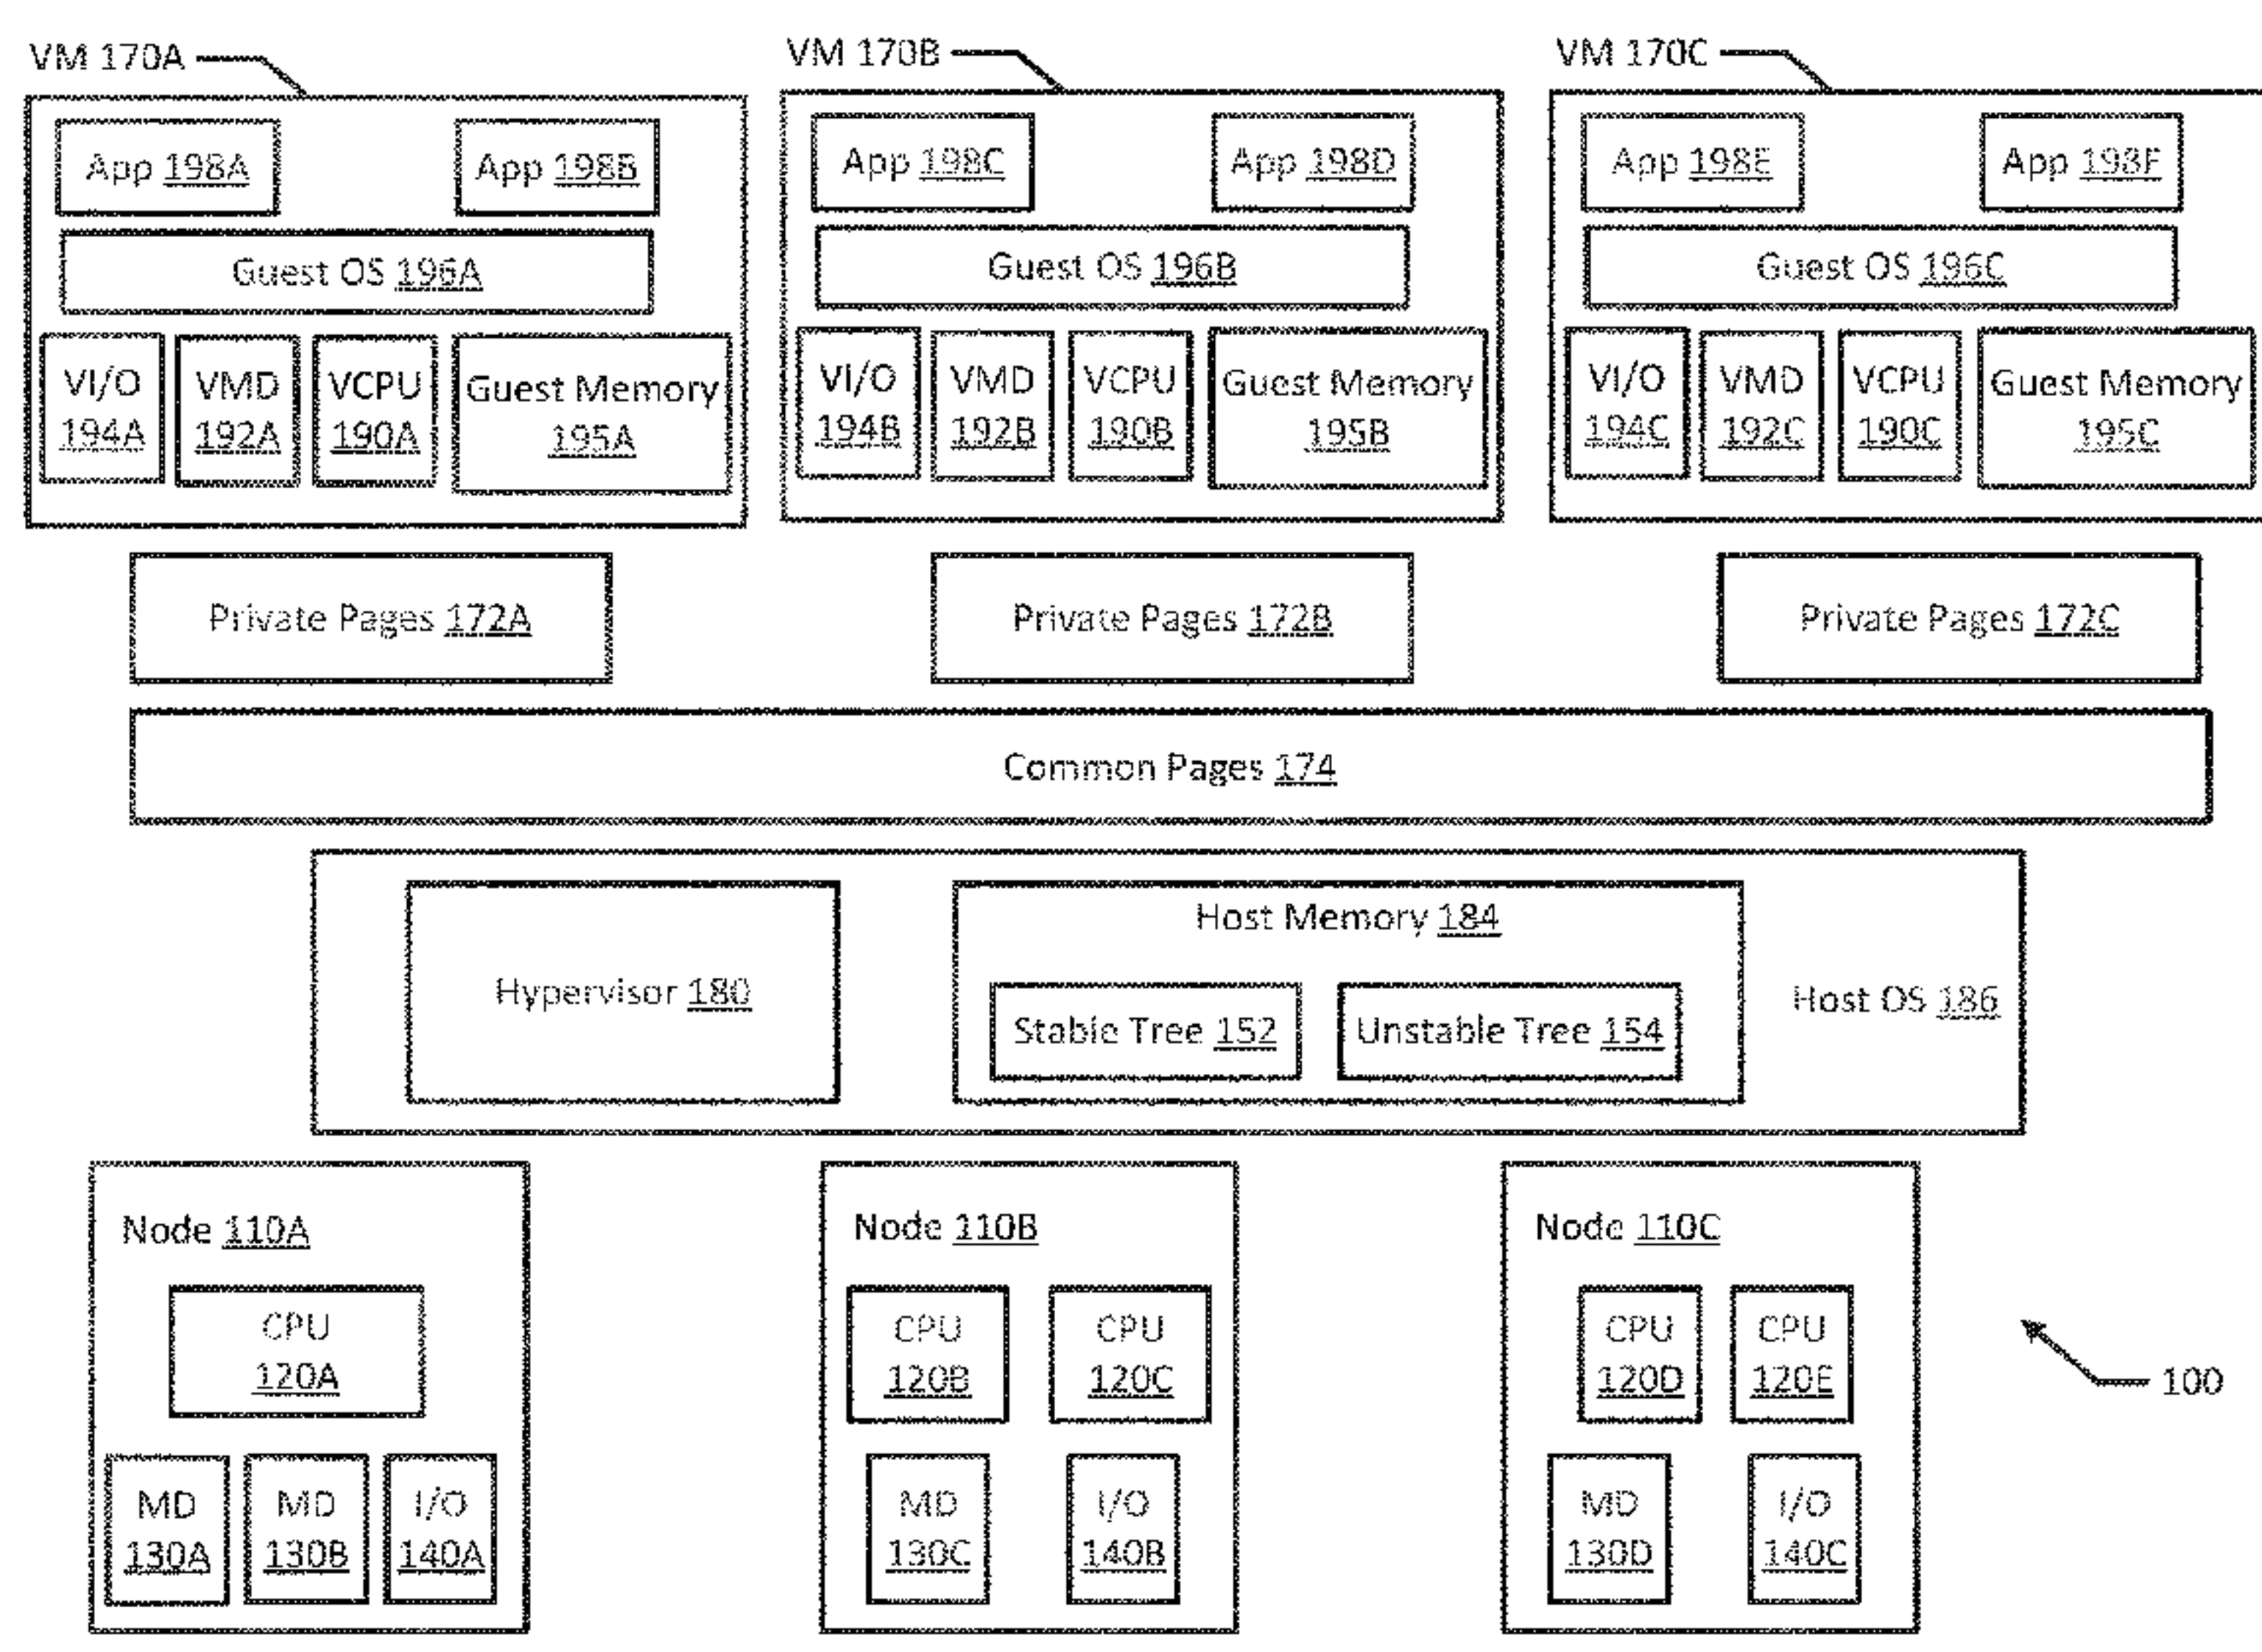 VM 170A
VM 170B
VM 170C
App 198A
App 198B
App 198C
App 198D
App 198E
App 198F
Guest OS 196A
Guest OS 196B
Guest OS 196C
VI/O
194A
VMD
192A
VCPU
190A
Guest Memory
195A
VI/O
194B
VMD
192B
VCPU
190B
Guest Memory
195B
VI/O
194C
VMD
192C
VCPU
190C
Guest Memory
195C
Private Pages 172A
Private Pages 172B
Private Pages 172C
Common Pages 174
Hypervisor 180
Host Memory 184
Stable Tree 152
Unstable Tree 154
Host OS 186
Node 110A
CPU
120A
MD
130A
MD
130B
I/O
140A
Node 110B
CPU
120B
CPU
120C
MD
130C
I/O
140B
Node 110C
CPU
120D
CPU
120E
MD
130D
I/O
140C
100